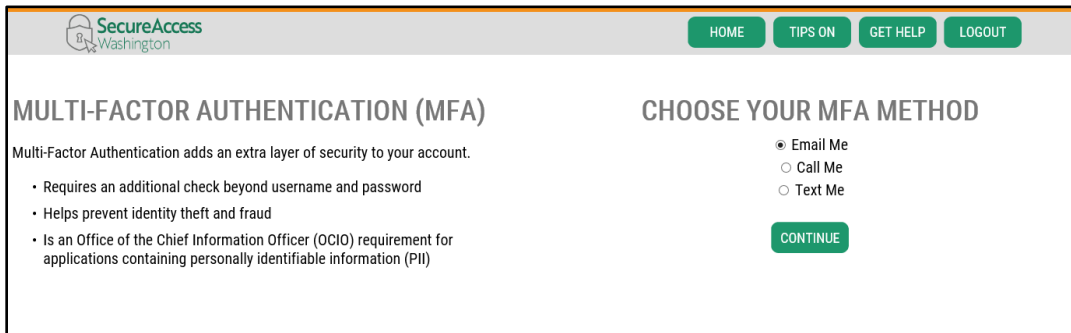 SecureAccess
Washington
HOME
TIPS ON
GET HELP
LOGOUT
MULTI-FACTOR AUTHENTICATION (MFA)
Multi-Factor Authentication adds an extra layer of security to your account.
• Requires an additional check beyond username and password
• Helps prevent identity theft and fraud
• Is an Office of the Chief Information Officer (OCIO) requirement for
applications containing personally identifiable information (PII)
CHOOSE YOUR MFA METHOD
Email Me
Call Me
Text Me
CONTINUE